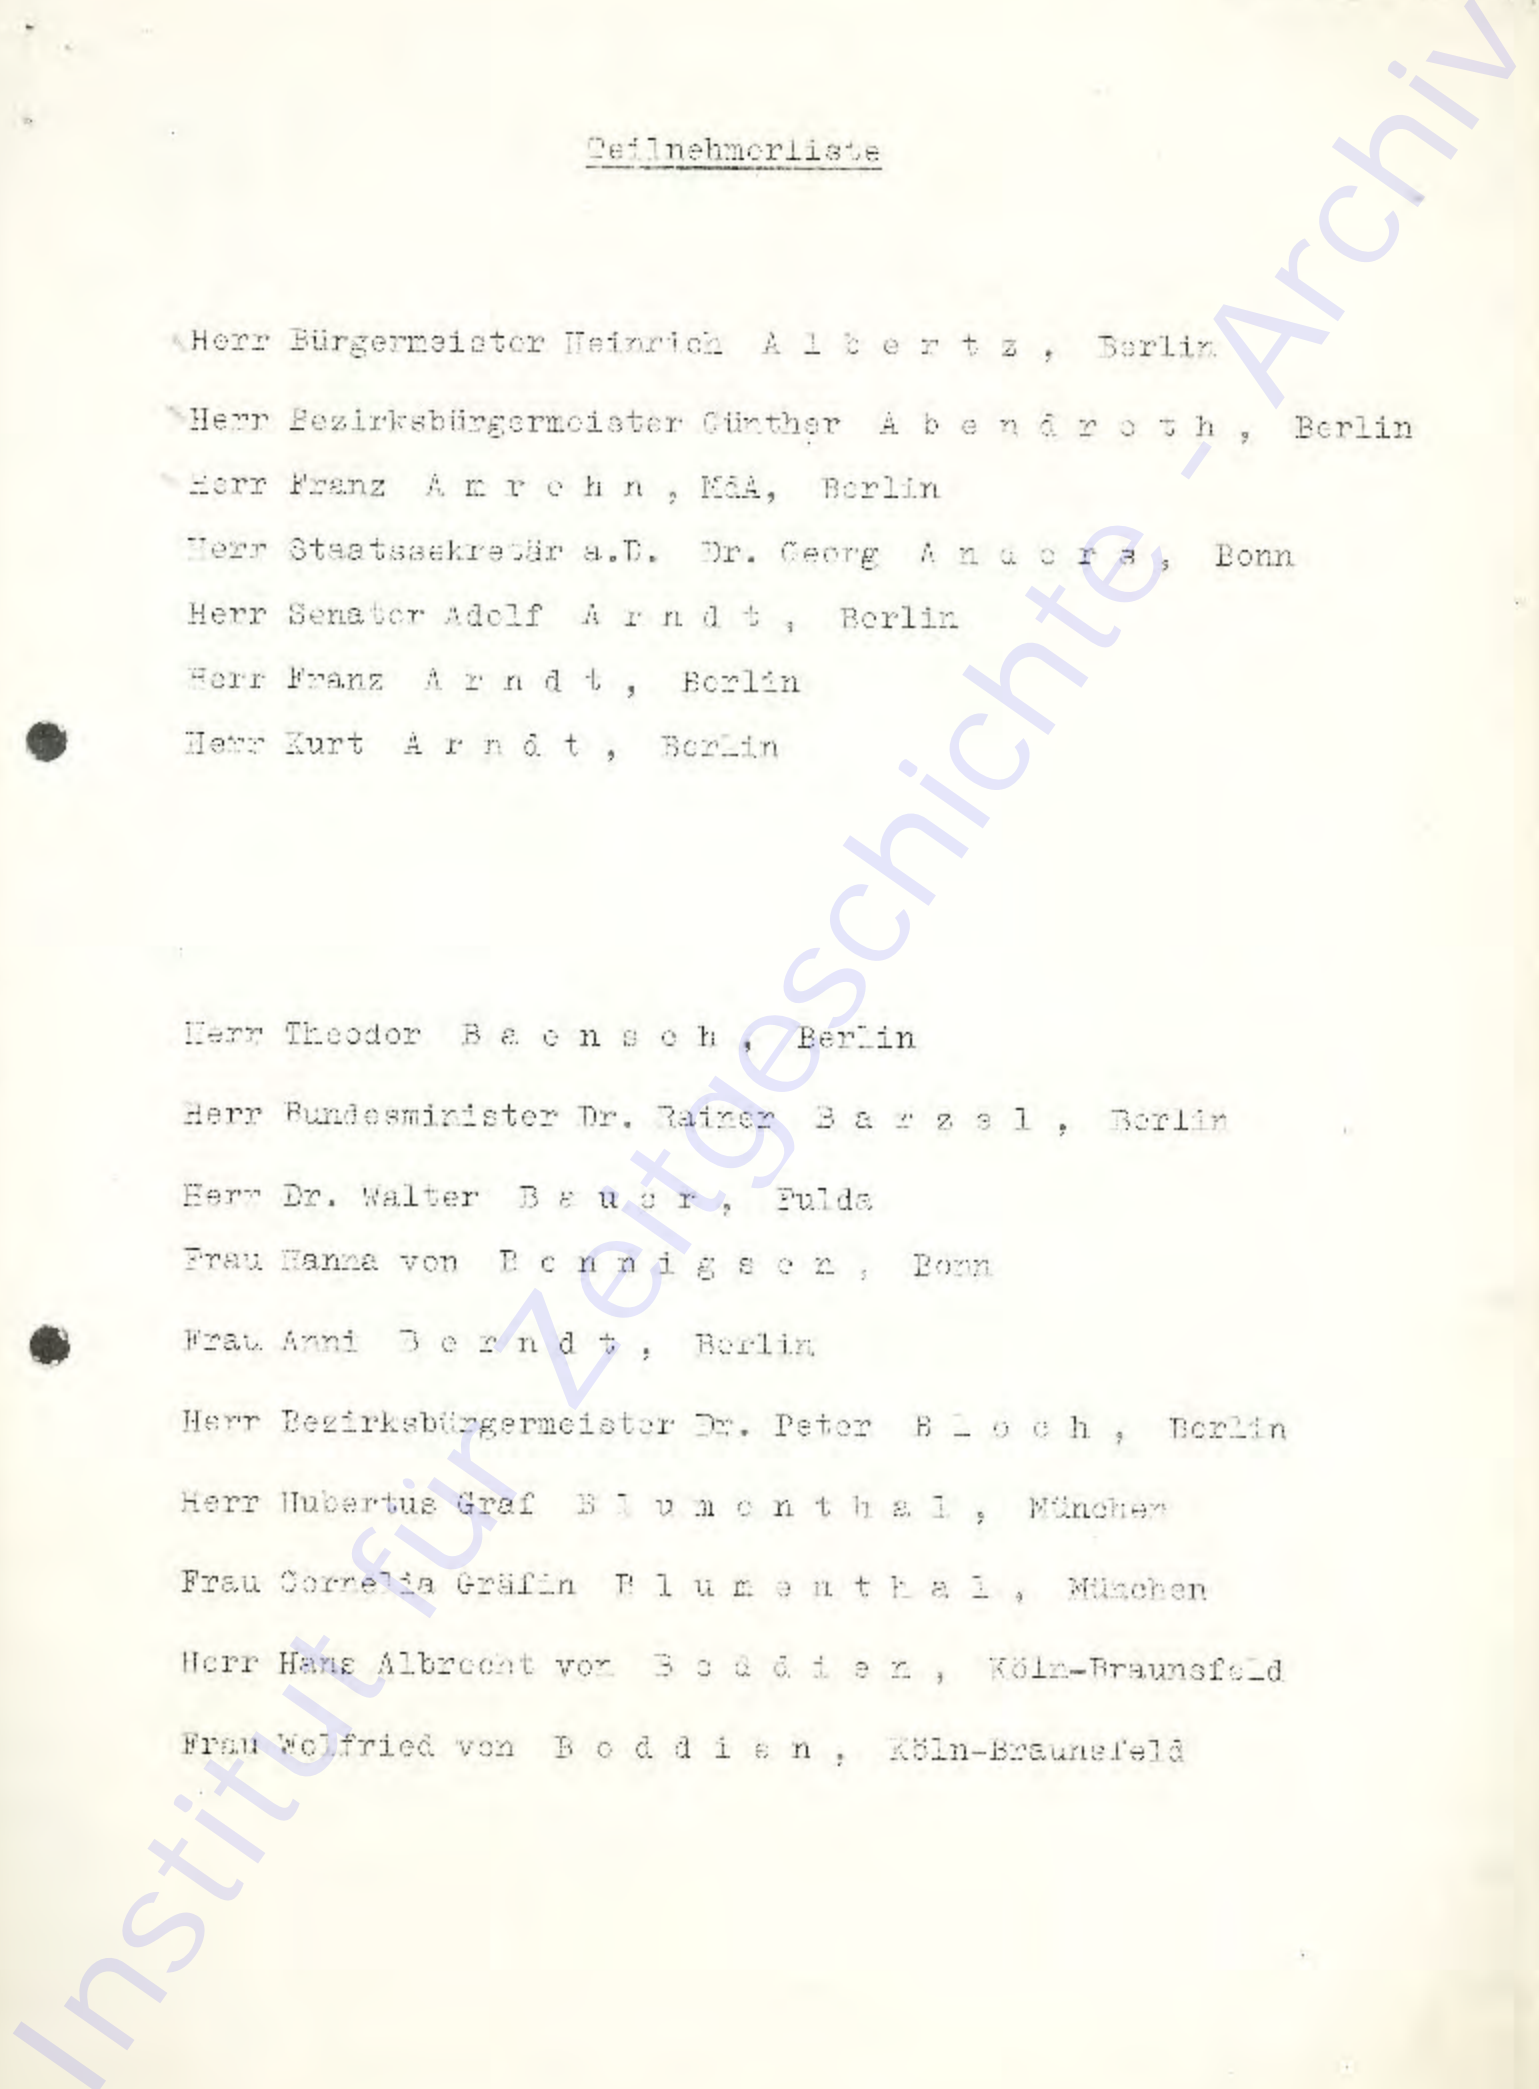 Teilnehmerliste
Herr Bürgermeister Heinrich A l b e r t z , Berlin
Herr Bezirksbürgermeister Günther A b e n d r o t h , Berlin
Herr Franz A m r e h n , MdA, Berlin
Herr Staatssekretär a.D. Dr. Georg A n d e r s , Bonn
Herr Senator Adolf A r n d t , Berlin
Herr Franz A r n d t , Berlin
Herr Kurt A r n d t , Berlin
Herr Theodor B a e n s c h , Berlin
Herr Bundesminister Dr. Rainer B a r z e l , Berlin
Herr Dr. Walter B a u e r , Fulda
Frau Hanna von B e n n i g s e n , Bonn
Frau Anni B e r n d t , Berlin
Herr Bezirksbürgermeister Dr. Peter B l o c h , Berlin
Herr Hubertus Graf B l u m e n t h a l , München
Frau Cornelia Gräfin B l u m e n t h a l , München
Herr Hans Albrecht von B o d d i e n , Köln-Braunsfeld
Frau Wolfried von B o d d i e n , Köln-Braunsfeld
Institut für Zeitgeschichte - Archiv